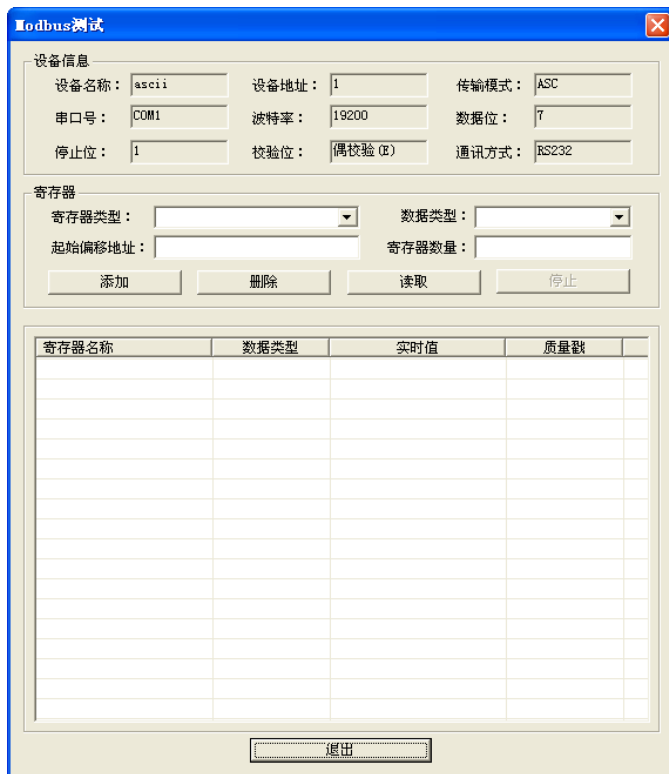 Modbus测试
设备信息
设备名称： ascii 设备地址： 1 传输模式： ASC
串口号： COM1 波特率： 19200 数据位： 7
停止位： 1 校验位： 偶校验(E) 通讯方式： RS232
寄存器
寄存器类型： 数据类型：
起始偏移地址： 寄存器数量：
添加 删除 读取 停止
寄存器名称 数据类型 实时值 质量戳
退出